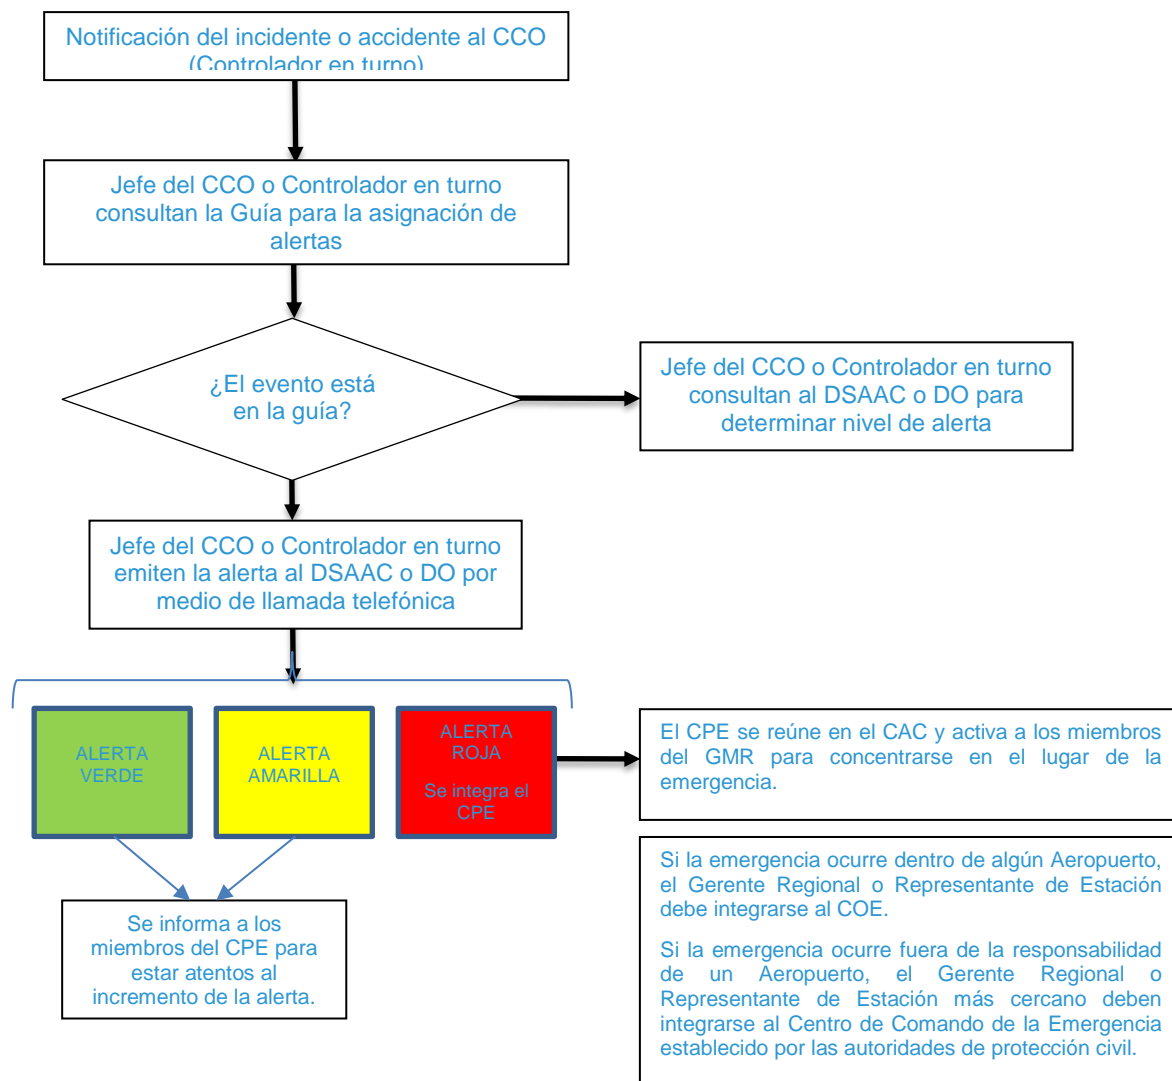 Notificación del incidente o accidente al CCO
(Controlador en turno)
Jefe del CCO o Controlador en turno
consultan la Guía para la asignación de
alertas
¿El evento está
en la guía?
Jefe del CCO o Controlador en turno
consultan al DSAAC o DO para
determinar nivel de alerta
Jefe del CCO o Controlador en turno
emiten la alerta al DSAAC o DO por
medio de llamada telefónica
ALERTA
VERDE
ALERTA
AMARILLA
ALERTA
ROJA
Se integra el
CPE
El CPE se reúne en el CAC y activa a los miembros
del GMR para concentrarse en el lugar de la
emergencia.
Se informa a los
miembros del CPE para
estar atentos al
incremento de la alerta.
Si la emergencia ocurre dentro de algún Aeropuerto,
el Gerente Regional o Representante de Estación
debe integrarse al COE.
Si la emergencia ocurre fuera de la responsabilidad
de un Aeropuerto, el Gerente Regional o
Representante de Estación más cercano deben
integrarse al Centro de Comando de la Emergencia
establecido por las autoridades de protección civil.